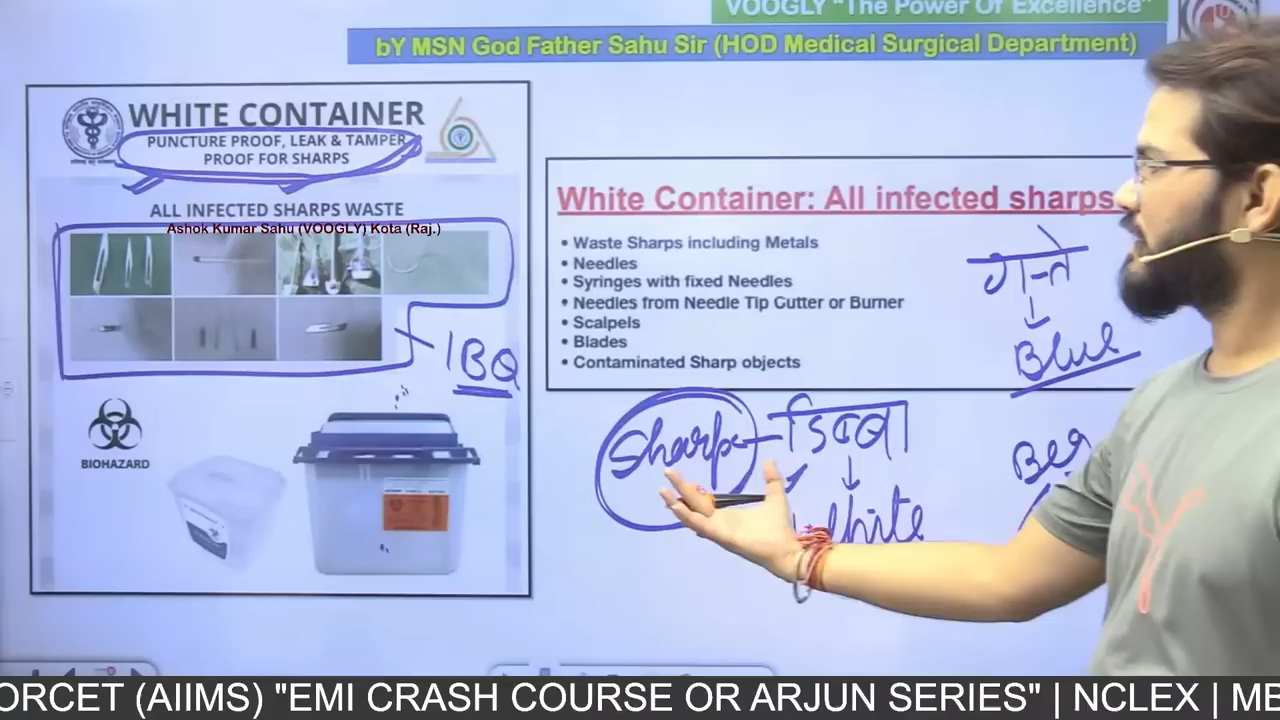 VOOGLY "The Power Of Excellence"
bY MSN God Father Sahu Sir (HOD Medical Surgical Department)
WHITE CONTAINER
PUNCTURE PROOF, LEAK & TAMPER
PROOF FOR SHARPS
ALL INFECTED SHARPS WASTE
Ashok Kumar Sahu (VOOGLY) Kota (Raj.)
IBQ
BIOHAZARD
White Container: All infected sharps
• Waste Sharps including Metals
• Needles
• Syringes with fixed Needles
• Needles from Needle Tip Cutter or Burner
• Scalpels
• Blades
• Contaminated Sharp objects
गत्ते
Blue
Sharp - डिब्बा
White
ORCET (AIIMS) "EMI CRASH COURSE OR ARJUN SERIES" | NCLEX | ME